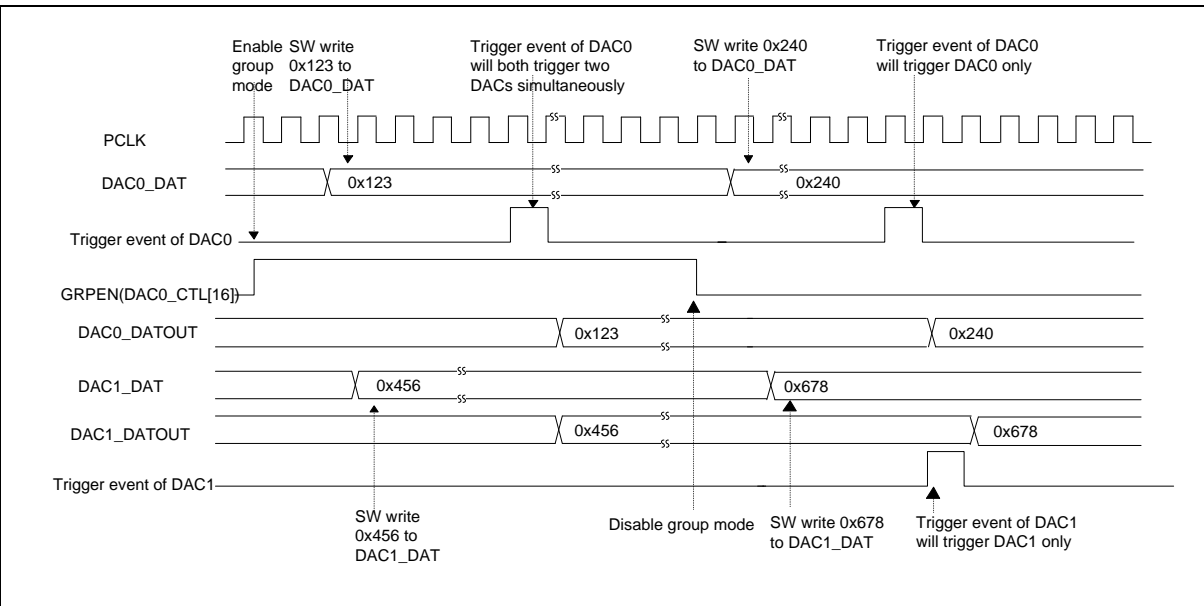 Enable
group
mode
SW write
0x123 to
DAC0_DAT
Trigger event of DAC0
will both trigger two
DACs simultaneously
SW write 0x240
to DAC0_DAT
Trigger event of DAC0
will trigger DAC0 only
PCLK
DAC0_DAT
0x123
0x240
Trigger event of DAC0
GRPEN(DAC0_CTL[16])
DAC0_DATOUT
0x123
0x240
DAC1_DAT
0x456
0x678
DAC1_DATOUT
0x456
0x678
Trigger event of DAC1
SW write
0x456 to
DAC1_DAT
Disable group mode
SW write 0x678
to DAC1_DAT
Trigger event of DAC1
will trigger DAC1 only